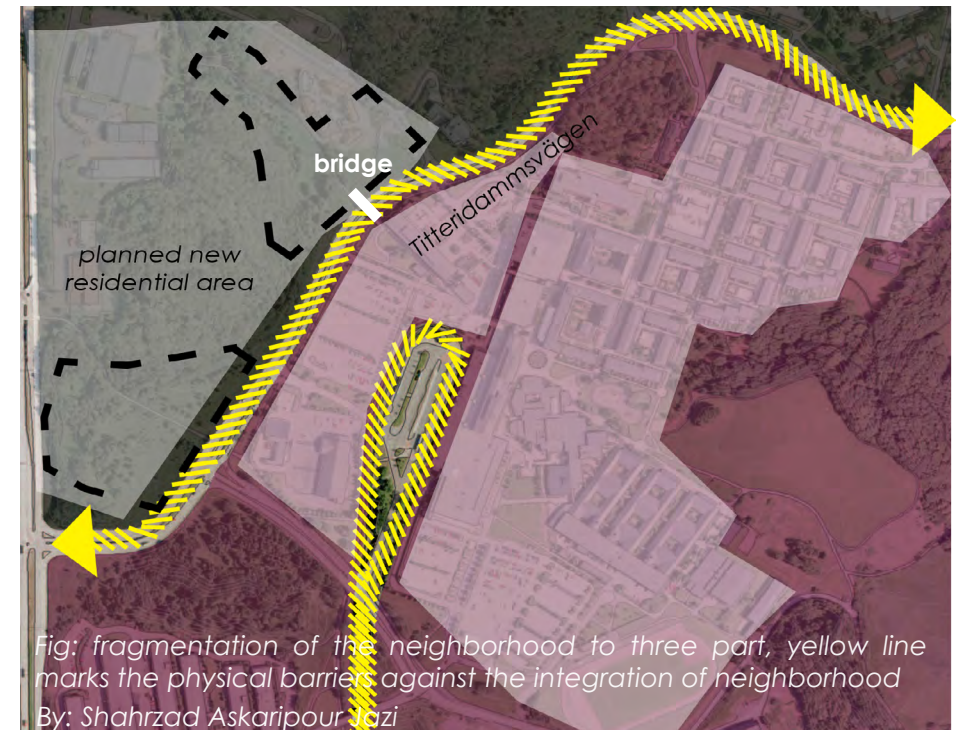 bridge
Titteridammsvägen
planned new
residential area
Fig: fragmentation of the neighborhood to three part, yellow line
marks the physical barriers against the integration of neighborhood
By: Shahrzad Askaripour Jazi